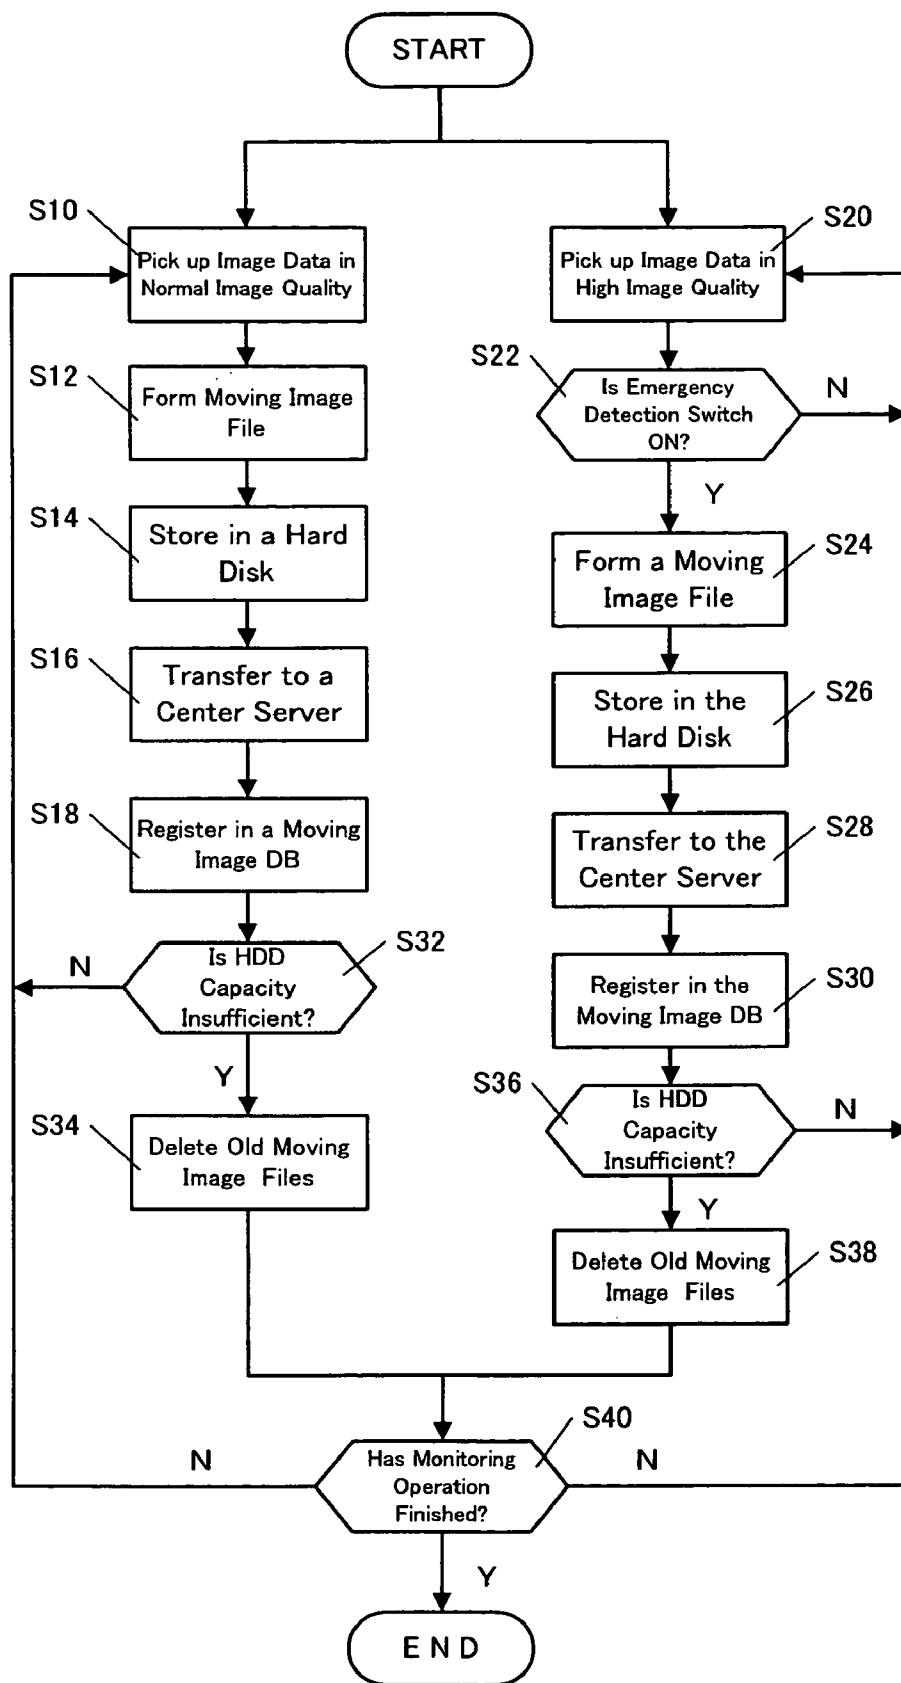 START
S10
Pick up Image Data in
Normal Image Quality
S12
Form Moving Image
File
S14
Store in a Hard
Disk
S16
Transfer to a
Center Server
S18
Register in a Moving
Image DB
S32
Is HDD
Capacity
Insufficient?
N
Y
S34
Delete Old Moving
Image Files
S20
Pick up Image Data in
High Image Quality
S22
Is Emergency
Detection Switch
ON?
N
Y
S24
Form a Moving
Image File
S26
Store in the
Hard Disk
S28
Transfer to the
Center Server
S30
Register in the
Moving Image DB
S36
Is HDD
Capacity
Insufficient?
N
Y
S38
Delete Old Moving
Image Files
S40
Has Monitoring
Operation
Finished?
N
N
Y
END